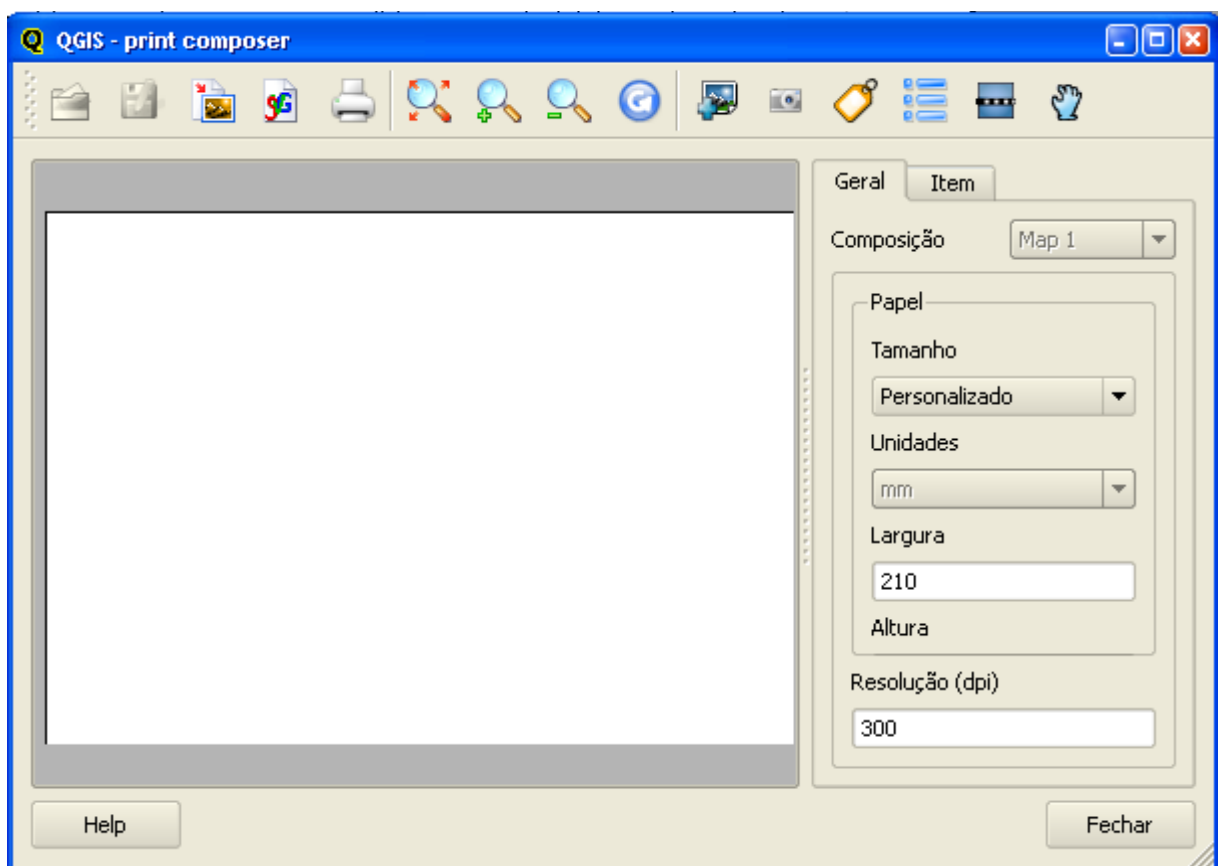 QGIS - print composer
Geral
Item
Composição
Map 1
Papel
Tamanho
Personalizado
Unidades
mm
Largura
210
Altura
Resolução (dpi)
300
Help
Fechar